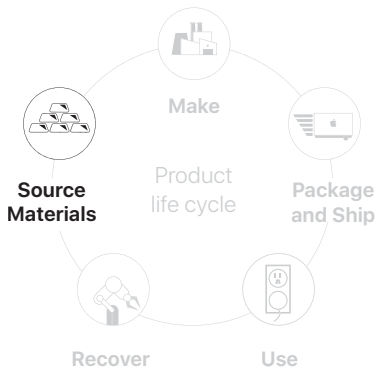 Make
Source
Materials
Product
life cycle
Package
and Ship
Recover
Use